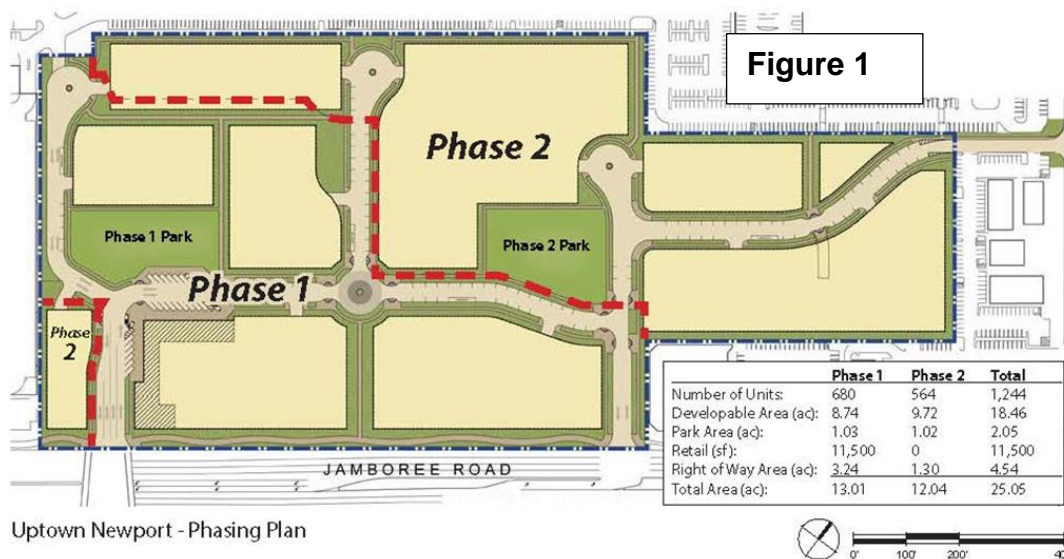 Figure 1
Phase 2
Phase 1 Park
Phase 2 Park
Phase 1
Phase
2
Phase 1 Phase 2 Total
Number of Units: 680 564 1,244
Developable Area (ac): 8.74 9.72 18.46
Park Area (ac): 1.03 1.02 2.05
Retail (sf): 11,500 0 11,500
Right of Way Area (ac): 3.24 1.30 4.54
Total Area (ac): 13.01 12.04 25.05
JAMBOREE ROAD
Uptown Newport - Phasing Plan
0' 100' 200'